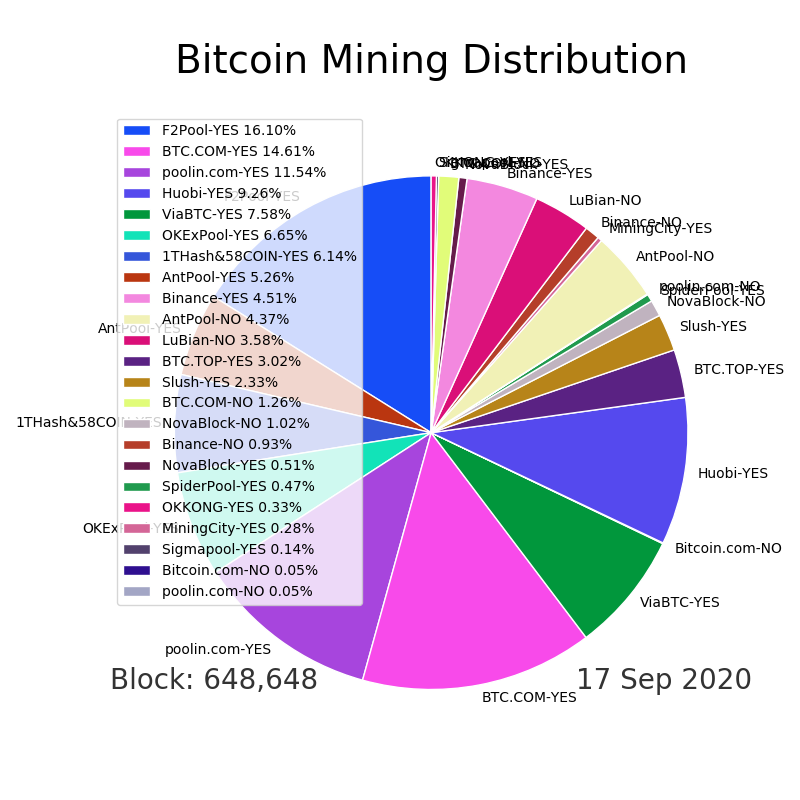 Bitcoin Mining Distribution
F2Pool-YES 16.10%
BTC.COM-YES 14.61%
poolin.com-YES 11.54%
Huobi-YES 9.26%
ViaBTC-YES 7.58%
OKExPool-YES 6.65%
1THash&58COIN-YES 6.14%
AntPool-YES 5.26%
Binance-YES 4.51%
AntPool-NO 4.37%
LuBian-NO 3.58%
BTC.TOP-YES 3.02%
Slush-YES 2.33%
BTC.COM-NO 1.26%
NovaBlock-NO 1.02%
Binance-NO 0.93%
NovaBlock-YES 0.51%
SpiderPool-YES 0.47%
OKKONG-YES 0.33%
MiningCity-YES 0.28%
Sigmapool-YES 0.14%
Bitcoin.com-NO 0.05%
poolin.com-NO 0.05%
Binance-YES
LuBian-NO
Binance-NO
MiningCity-YES
AntPool-NO
poolin.com-NO
SpiderPool-YES
NovaBlock-NO
Slush-YES
BTC.TOP-YES
Huobi-YES
Bitcoin.com-NO
ViaBTC-YES
BTC.COM-YES
poolin.com-YES
1THash&58COIN-YES
AntPool-YES
F2Pool-YES
Block: 648,648
17 Sep 2020